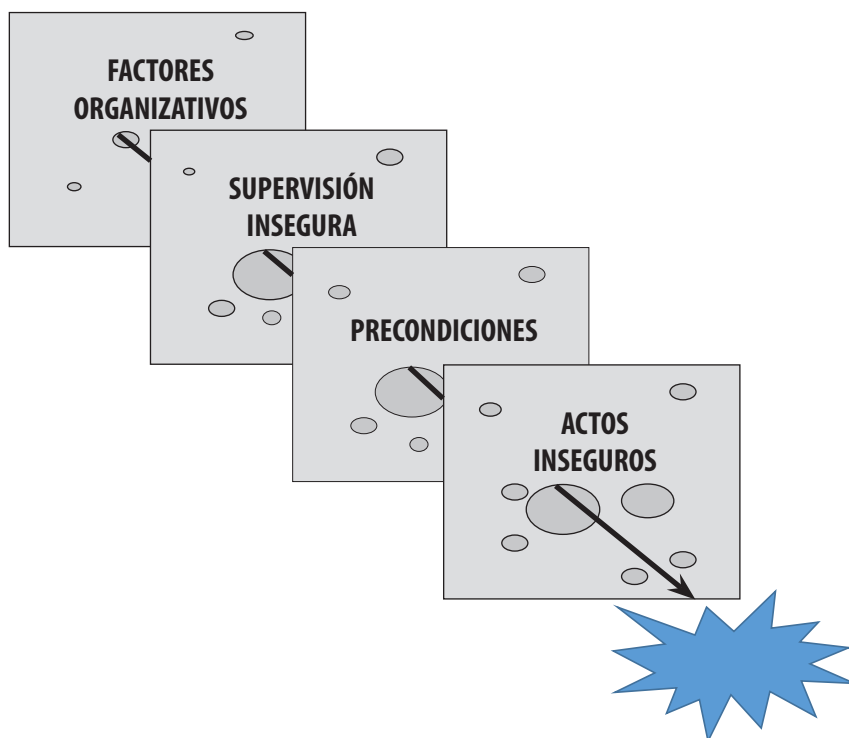 FACTORES
ORGANIZATIVOS
SUPERVISIÓN
INSEGURA
PRECONDICIONES
ACTOS
INSEGUROS